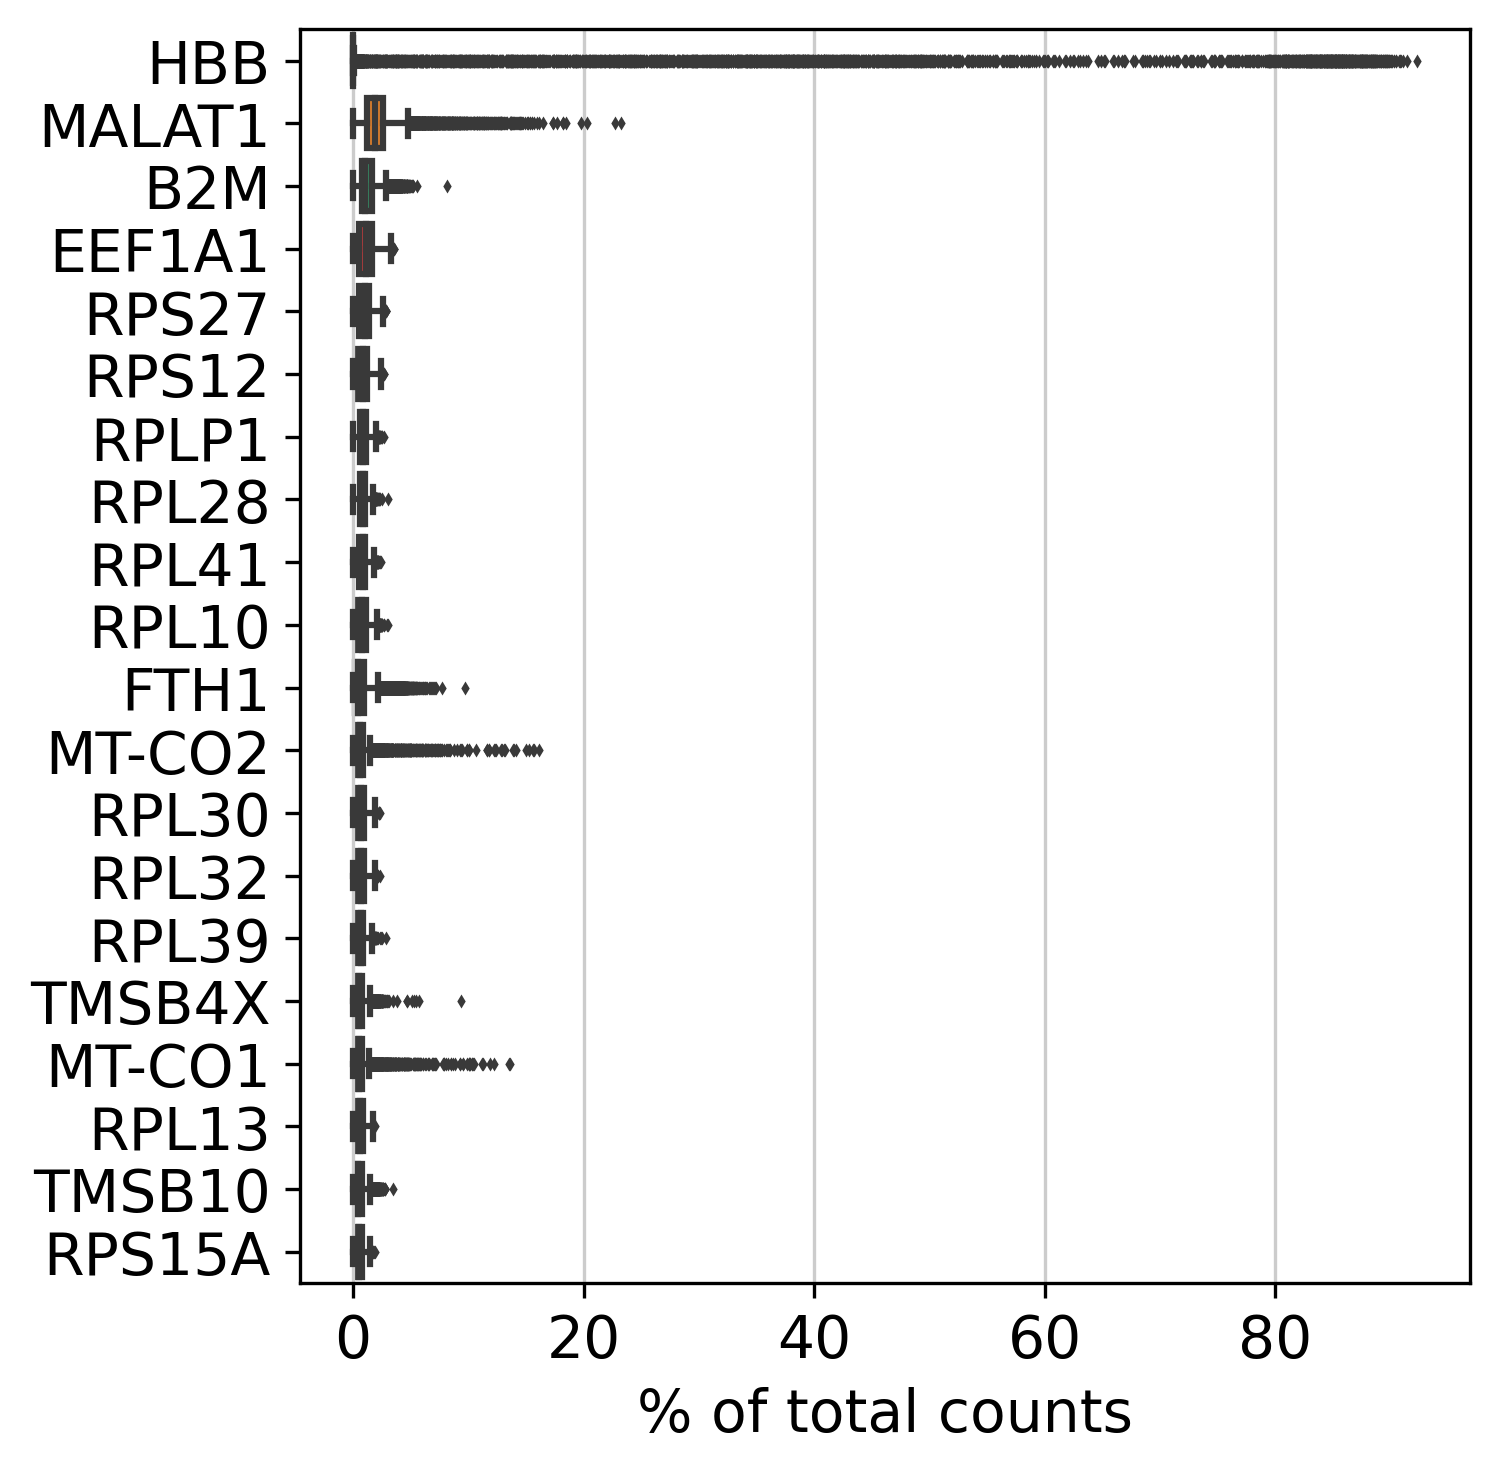 HBB
MALAT1
B2M
EEF1A1
RPS27
RPS12
RPLP1
RPL28
RPL41
RPL10
FTH1
MT-CO2
RPL30
RPL32
RPL39
TMSB4X
MT-CO1
RPL13
TMSB10
RPS15A
0 20 40 60 80
% of total counts